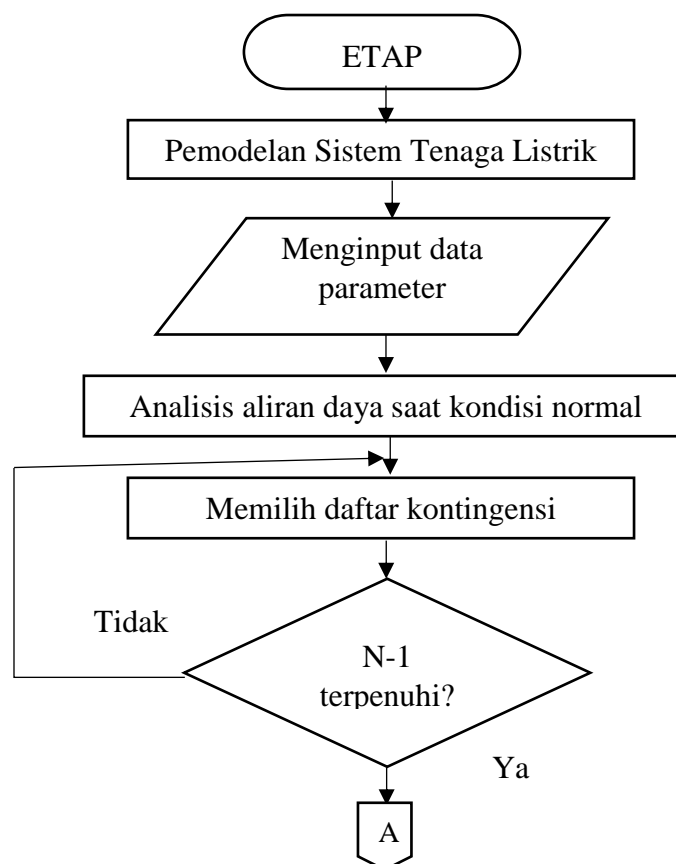 ETAP
Pemodelan Sistem Tenaga Listrik
Menginput data
parameter
Analisis aliran daya saat kondisi normal
Memilih daftar kontingensi
Tidak
N-1
terpenuhi?
Ya
A